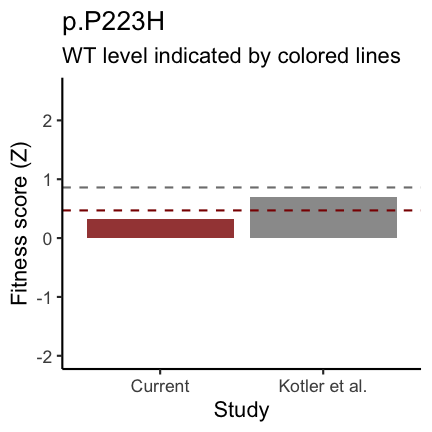 p.P223H
WT level indicated by colored lines
Fitness score (Z)
2
1
0
-1
-2
Current
Kotler et al.
Study